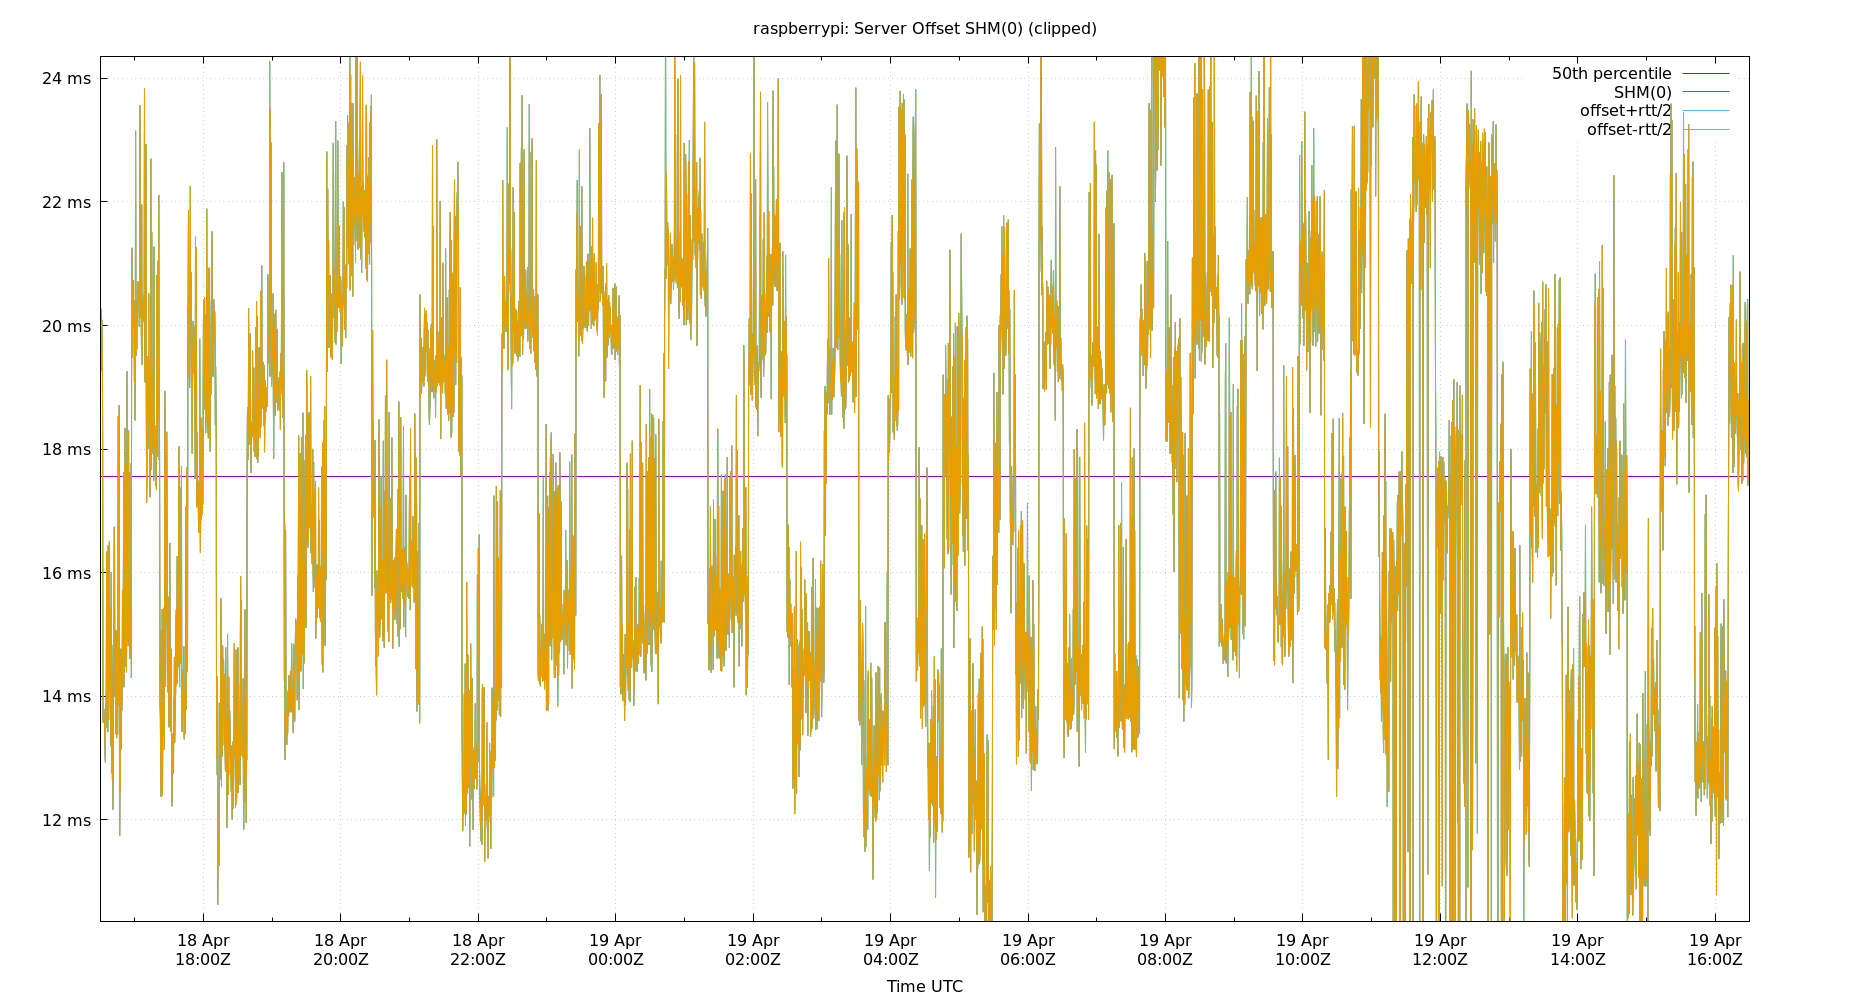 raspberrypi: Server Offset SHM(0) (clipped)
24 ms
22 ms
20 ms
18 ms
16 ms
14 ms
12 ms
50th percentile
SHM(0)
offset+rtt/2
offset-rtt/2
18 Apr 18 Apr 18 Apr 19 Apr 19 Apr 19 Apr 19 Apr 19 Apr 19 Apr 19 Apr 19 Apr 19 Apr
18:00Z 20:00Z 22:00Z 00:00Z 02:00Z 04:00Z 06:00Z 08:00Z 10:00Z 12:00Z 14:00Z 16:00Z
Time UTC